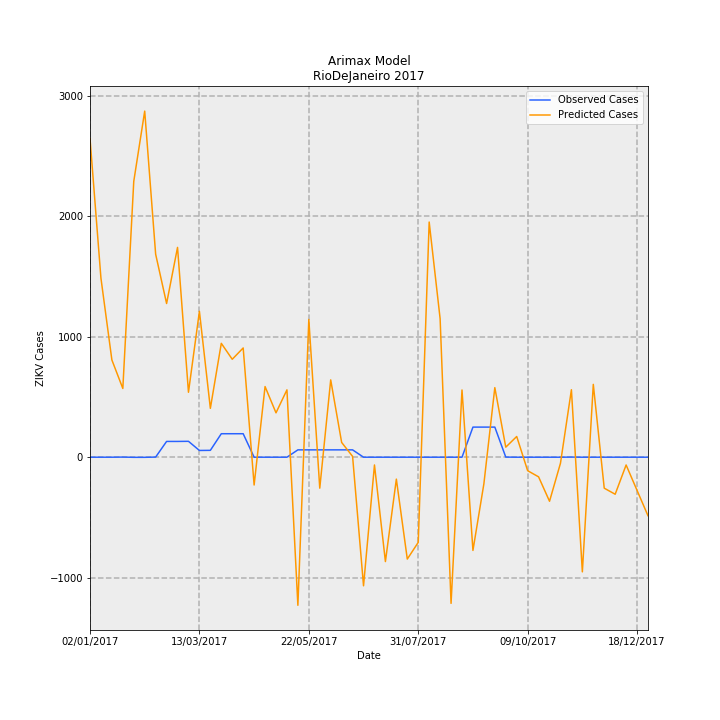 Arimax Model
RioDeJaneiro 2017
Observed Cases
Predicted Cases
3000
2000
1000
0
−1000
ZIKV Cases
02/01/2017 13/03/2017 22/05/2017 31/07/2017 09/10/2017 18/12/2017
Date